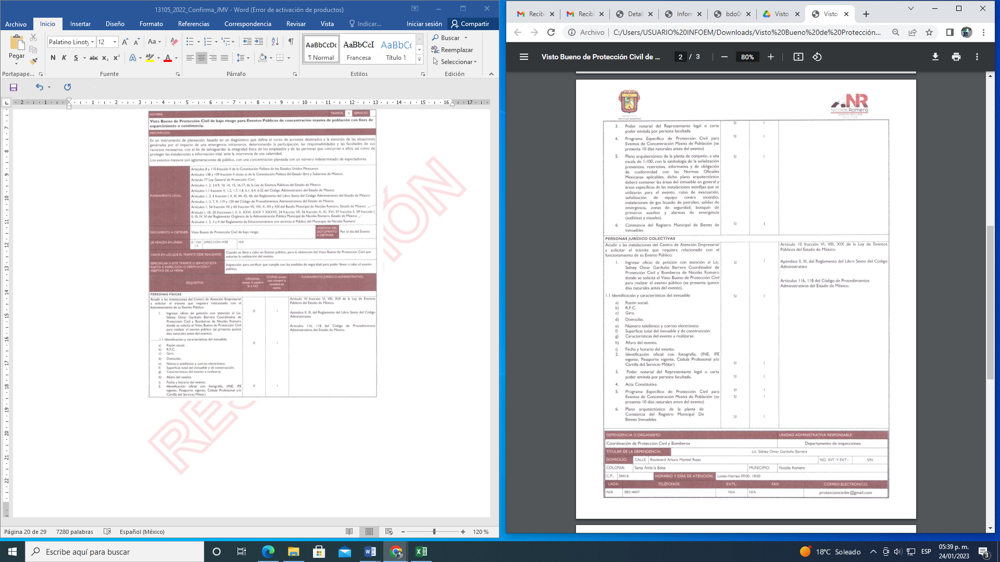 13105_2022_Confirma_JMV - Word (Error de activación de productos)
Archivo Inicio Insertar Diseño Formato Referencias Correspondencia Revisar Vista Indicar... Iniciar sesión Compartir
Palatino Linoty 12
Pegar
AaBbCcDc AaBbCcI AaBbCc
¶ Normal Francesa Título 1
Buscar
Reemplazar
Seleccionar
Portapape... Fuente Párrafo Estilos Edición
NOMBRE: TRÁMITE: X SERVICIO:
Visto Bueno de Protección Civil de bajo riesgo para Eventos Públicos de concentración masiva de población con fines de
esparcimiento o convivencia.
DESCRIPCIÓN:
Es un instrumento de planeación, basado en un diagnóstico que define el curso de acciones destinados a la atención de las situaciones
generadas por el impacto de una emergencia intramuros, determinando la participación, las responsabilidades y las facultades de sus
recursos necesarios, con el fin de salvaguardar la integridad física de los empleados y de las personas que concurren a ellos, así como de
proteger las instalaciones e información vital, ante la ocurrencia de una calamidad.
Los eventos masivos son aglomeraciones de público, con una concentración planeada con un número indeterminado de espectadores.
FUNDAMENTO LEGAL:
Artículos 8 y 115 fracción II de la Constitución Política de los Estados Unidos Mexicanos
Artículos 138 y 139 fracción II inciso a) de la Constitución Política del Estado libre y Soberano de México.
Artículo 77 Ley General de Protección Civil
Artículos 1, 2, 3,4,9, 10, 14, 15, 16,17, de la Ley de Eventos Públicos del Estado de México
Artículos 1.1 fracción V, 1.2, 1.7, 1.8, 6.1, 6.4, 6.32 del Código Administrativo del Estado de México.
Artículos 1, 2, 4 fracción I, II, III, 44, 45, 46, del Reglamento del Libro Sexto del Código Administrativo del Estado de México
Artículos 1, 3, 7, 9, 119 y 120 del Código de Procedimientos Administrativos del Estado de México.
Artículos 1, 54 fracción VII y 65 fracción VII, VIII, X, XII y XIII del Bando Municipal de Nicolás Romero, Estado de México.
Artículo 1, 18, 20 fracciones I, II, V, XXVI, XXIX Y XXXVII, 24 fracción VII, 56 fracción X, XI, XVI, 57 fracción II, 59 fracción I,
II, III, IV, VI del Reglamento Orgánico de la Administración Pública Municipal de Nicolás Romero, Estado de México.
Artículos 1, 2, 3 y 4 del Reglamento de Estacionamientos con servicio al Público del Municipio de Nicolás Romero
DOCUMENTO A OBTENER: Visto Bueno de Protección Civil de bajo riesgo VIGENCIA DEL DOCUMENTO A OBTENER: Por el día del Evento
¿SE REALIZA EN LÍNEA?: SI NO X DIRECCIÓN WEB N/A
CASOS EN LOS QUE EL TRÁMITE DEBE REALIZARSE: Cuando se lleve a cabo un Evento público, para la obtención del Visto Bueno de Protección Civil que
autoriza la realización del evento.
ESPECIFICAR SI ESTE TRÁMITE O SERVICIO ESTÁ SUJETO A INSPECCIÓN O VERIFICACIÓN Y OBJETIVO DE LA MISMA
Inspección: para verificar que cumple con las medidas de seguridad para poder llevar a cabo el evento
público.
REQUISITOS: ORIGINAL anotar la palabra SI o NO COPIAS anotar con número la cantidad de copias FUNDAMENTO JURÍDICO-ADMINISTRATIVO:
PERSONAS FÍSICAS
Acudir a las instalaciones del Centro de Atención Empresarial
a solicitar el trámite que requiera relacionado con el
funcionamiento de su Evento Público.
1. Ingresar oficio de petición con atención al Lic. SI 1
Sidney Omar Garduño Barrera Coordinador de
Protección Civil y Bomberos de Nicolás Romero
donde se solicita el Visto Bueno de Protección Civil
para realizar el evento público (se presenta quince
días naturales antes del evento).
........1.1 Identificación y características del inmueble: SI 1
a) Razón social.
b) R.F.C.
c) Giro.
d) Domicilio.
e) Número telefónico y correo electrónico.
f) Superficie total del inmueble y de construcción.
g) Características del evento a realizarse.
h) Aforo del evento.
i) Fecha y horario del evento.
2. Identificación oficial con fotografía; (INE, IFE SI 1
vigente, Pasaporte vigente, Cédula Profesional y/o
Cartilla del Servicio Militar)
Artículo 10 fracción VI, VIII, XIX de la Ley de Eventos
Públicos del Estado de México.
Apéndice II, III, del Reglamento del Libro Sexto del Código
Administrativo
Artículos 116, 118 del Código de Procedimientos
Administrativos del Estado de México.
Página 20 de 29 7280 palabras Español (México) 120 %
Recib Recib Detall Inform bdo0 Visto Visto
Archivo C:/Users/USUARIO%20INFOEM/Downloads/Visto%20Bueno%20de%20Protección...
Visto Bueno de Protección Civil de ... 2 / 3 80%
NICOLÁS ROMERO
NR
Nicolás Romero
Gobierno Municipal
2022-2024
3. Poder notarial del Representante legal o carta SI 1
poder emitida por persona facultada.
4. Programa Específico de Protección Civil para SI 1
Eventos de Concentración Masiva de Población (se
presenta 10 días naturales antes del evento)
5. Plano arquitectónico de la planta de conjunto, a una SI 1
escala de 1:100, con la simbología de la señalización
preventiva, restrictiva, informativa y de obligación
de conformidad con las Normas Oficiales
Mexicanas aplicables, dicho plano arquitectónico
deberá contener las áreas del inmueble en general y
áreas específicas de las instalaciones semifijas que se
utilizarán para el evento, rutas de evacuación,
señalización de equipo contra incendio,
instalaciones de gas licuado de petróleo, salidas de
emergencia, zonas de seguridad, botiquín de
primeros auxilios y alarmas de emergencia
(auditivas y visuales).
6. Constancia del Registro Municipal de Bienes de SI 1
Inmuebles
PERSONAS JURÍDICO COLECTIVAS
Acudir a las instalaciones del Centro de Atención Empresarial
a solicitar el trámite que requiera relacionado con el
funcionamiento de su Evento Público.
1. Ingresar oficio de petición con atención al Lic. SI 1
Sidney Omar Garduño Barrera Coordinador de
Protección Civil y Bomberos de Nicolás Romero
donde se solicita el Visto Bueno de Protección Civil
para realizar el evento público (se presenta quince
días naturales antes del evento).
1.1 Identificación y características del inmueble: SI 1
a) Razón social.
b) R.F.C.
c) Giro.
d) Domicilio.
e) Número telefónico y correo electrónico.
f) Superficie total del inmueble y de construcción.
g) Características del evento a realizarse.
h) Aforo del evento.
i) Fecha y horario del evento.
2. Identificación oficial con fotografía; (INE, IFE
vigente, Pasaporte vigente, Cédula Profesional y/o
Cartilla del Servicio Militar) SI 1
3. Poder notarial del Representante legal o carta
poder emitida por persona facultada. SI 1
4. Acta Constitutiva
5. Programa Específico de Protección Civil para SI 1
Eventos de Concentración Masiva de Población (se SI 1
presenta 10 días naturales antes del evento)
6. Plano arquitectónico de la planta de
Constancia del Registro Municipal De SI 1
Bienes Inmuebles
Artículo 10 fracción VI, VIII, XIX de la Ley de Eventos
Públicos del Estado de México.
Apéndice II, III, del Reglamento del Libro Sexto del Código
Administrativo
Artículos 116, 118 del Código de Procedimientos
Administrativos del Estado de México.
DEPENDENCIA U ORGANISMO: UNIDAD ADMINISTRATIVA RESPONSABLE:
Coordinación de Protección Civil y Bomberos Departamento de inspecciones
TITULAR DE LA DEPENDENCIA: Lic. Sidney Omar Garduño Barrera
DOMICILIO: CALLE: Boulevard Arturo Montiel Rojas NO. INT. Y EXT.: S/N
COLONIA: Santa Anita la Bolsa MUNICIPIO: Nicolás Romero
C.P.: 54416 HORARIO Y DÍAS DE ATENCIÓN: Lunes-Viernes 09:00- 18:00
LADA: TELÉFONOS: EXTS.: FAX: CORREO ELECTRÓNICO:
N/A 58214497 N/A N/A proteccioncivilnr@gmail.com
Escribe aquí para buscar
18°C Soleado ESP 05:39 p. m.
24/01/2023
3